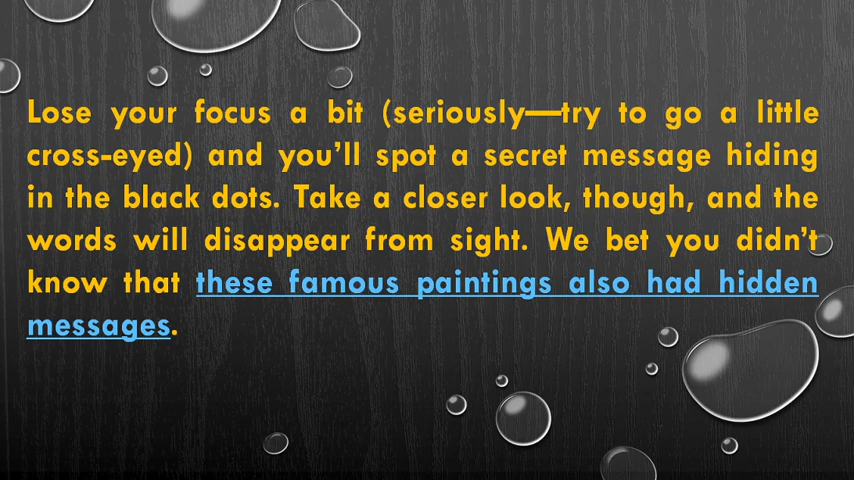 Lose your focus a bit (seriously—try to go a little
cross-eyed) and you’ll spot a secret message hiding
in the black dots. Take a closer look, though, and the
words will disappear from sight. We bet you didn’t
know that these famous paintings also had hidden
messages.